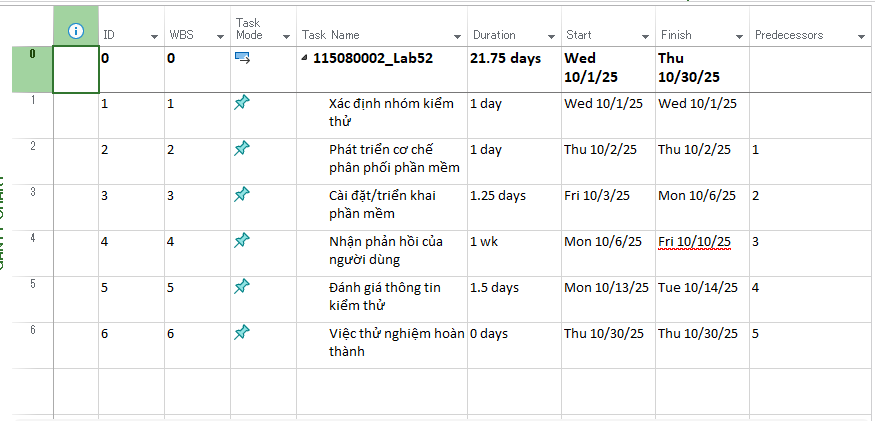 ID WBS Task Mode Task Name Duration Start Finish Predecessors
0 0 0 115080002_Lab52 21.75 days Wed 10/1/25 Thu 10/30/25
1 1 1 Xác định nhóm kiểm thử 1 day Wed 10/1/25 Wed 10/1/25
2 2 2 Phát triển cơ chế phân phối phần mềm 1 day Thu 10/2/25 Thu 10/2/25 1
3 3 3 Cài đặt/triển khai phần mềm 1.25 days Fri 10/3/25 Mon 10/6/25 2
4 4 4 Nhận phản hồi của người dùng 1 wk Mon 10/6/25 Fri 10/10/25 3
5 5 5 Đánh giá thông tin kiểm thử 1.5 days Mon 10/13/25 Tue 10/14/25 4
6 6 6 Việc thử nghiệm hoàn thành 0 days Thu 10/30/25 Thu 10/30/25 5